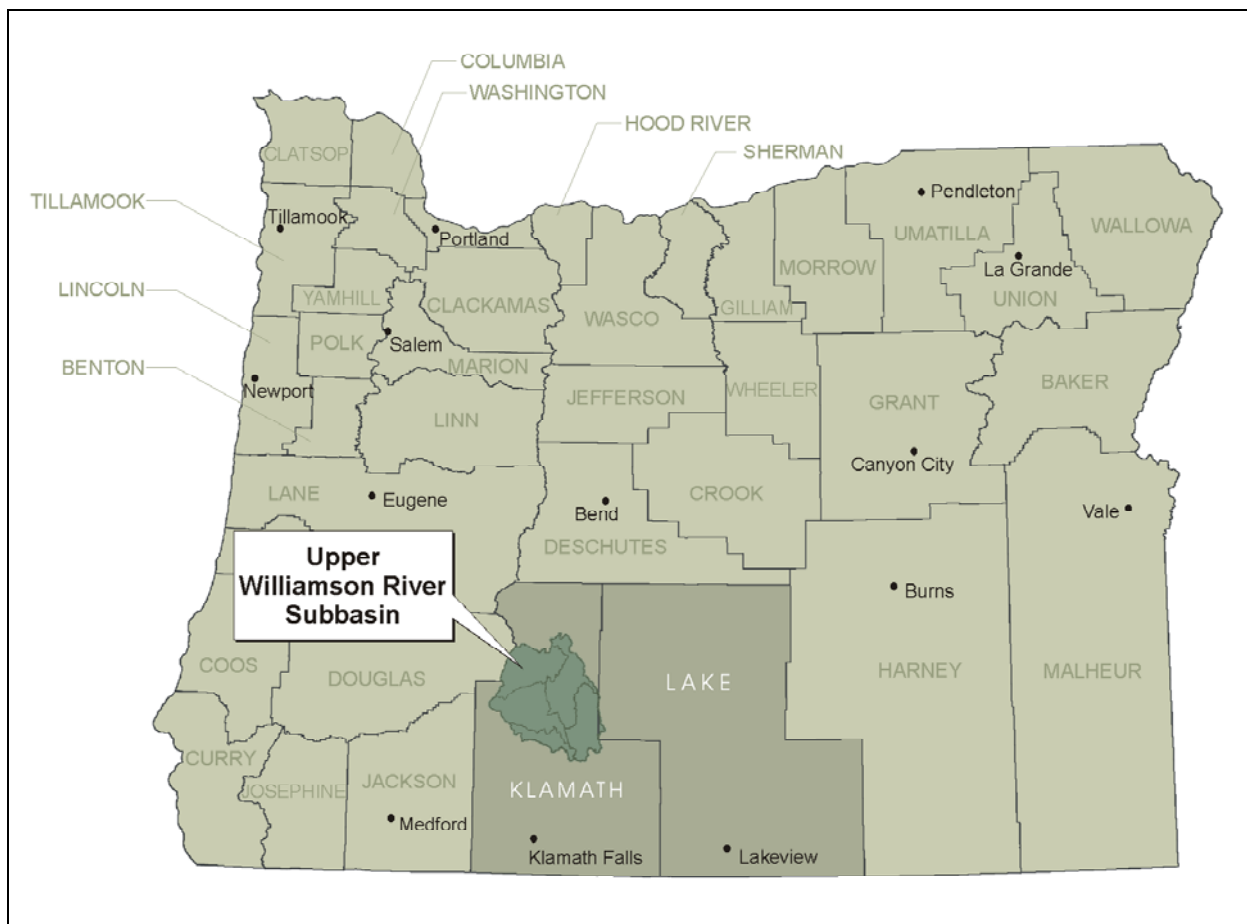 COLUMBIA
WASHINGTON
HOOD RIVER
SHERMAN
CLATSOP
TILLAMOOK
Tillamook
Portland
Pendleton
WALLOWA
UMATILLA
La Grande
MORROW
UNION
LINCOLN
YAMHILL
CLACKAMAS
GILLIAM
WASCO
POLK
Salem
MARION
BENTON
Newport
JEFFERSON
WHEELER
GRANT
BAKER
LINN
Canyon City
LANE
Eugene
CROOK
Bend
Vale
DESCHUTES
Upper
Williamson River
Subbasin
Burns
COOS
DOUGLAS
LAKE
HARNEY
MALHEUR
CURRY
JOSEPHINE
JACKSON
KLAMATH
Medford
Klamath Falls
Lakeview